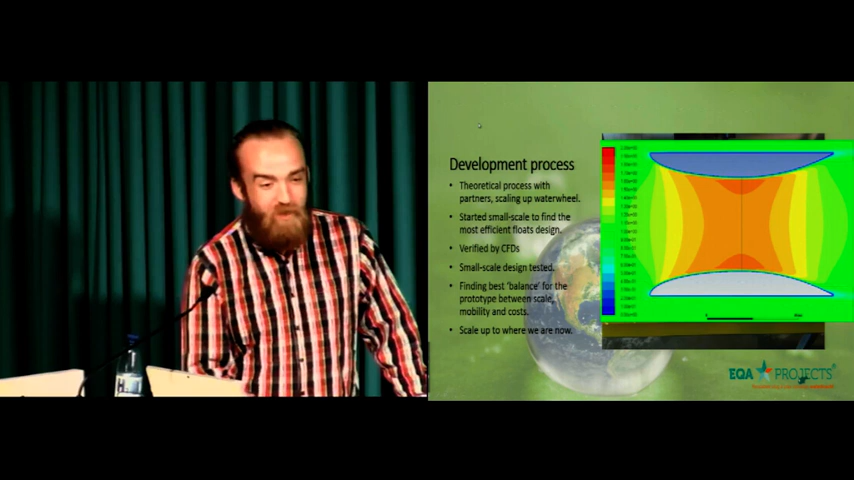 Development process
• Theoretical process with
partners, scaling up waterwheel.
• Started small-scale to find the
most efficient floats design.
• Verified by CFDs
• Small-scale design tested.
• Finding best ‘balance’ for the
prototype between scale,
mobility and costs.
• Scale up to where we are now.
EQA PROJECTS